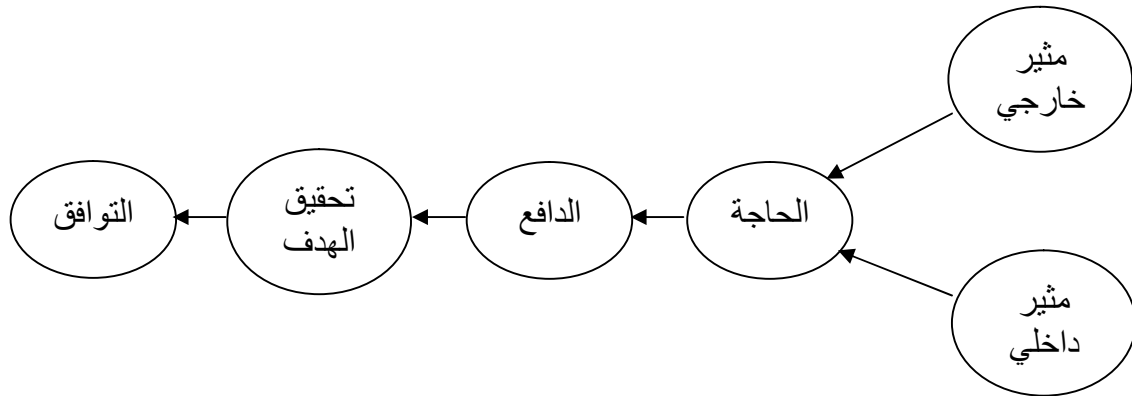 مثير
خارجي
الحاجة
الدافع
تحقيق
الهدف
التوافق
مثير
داخلي